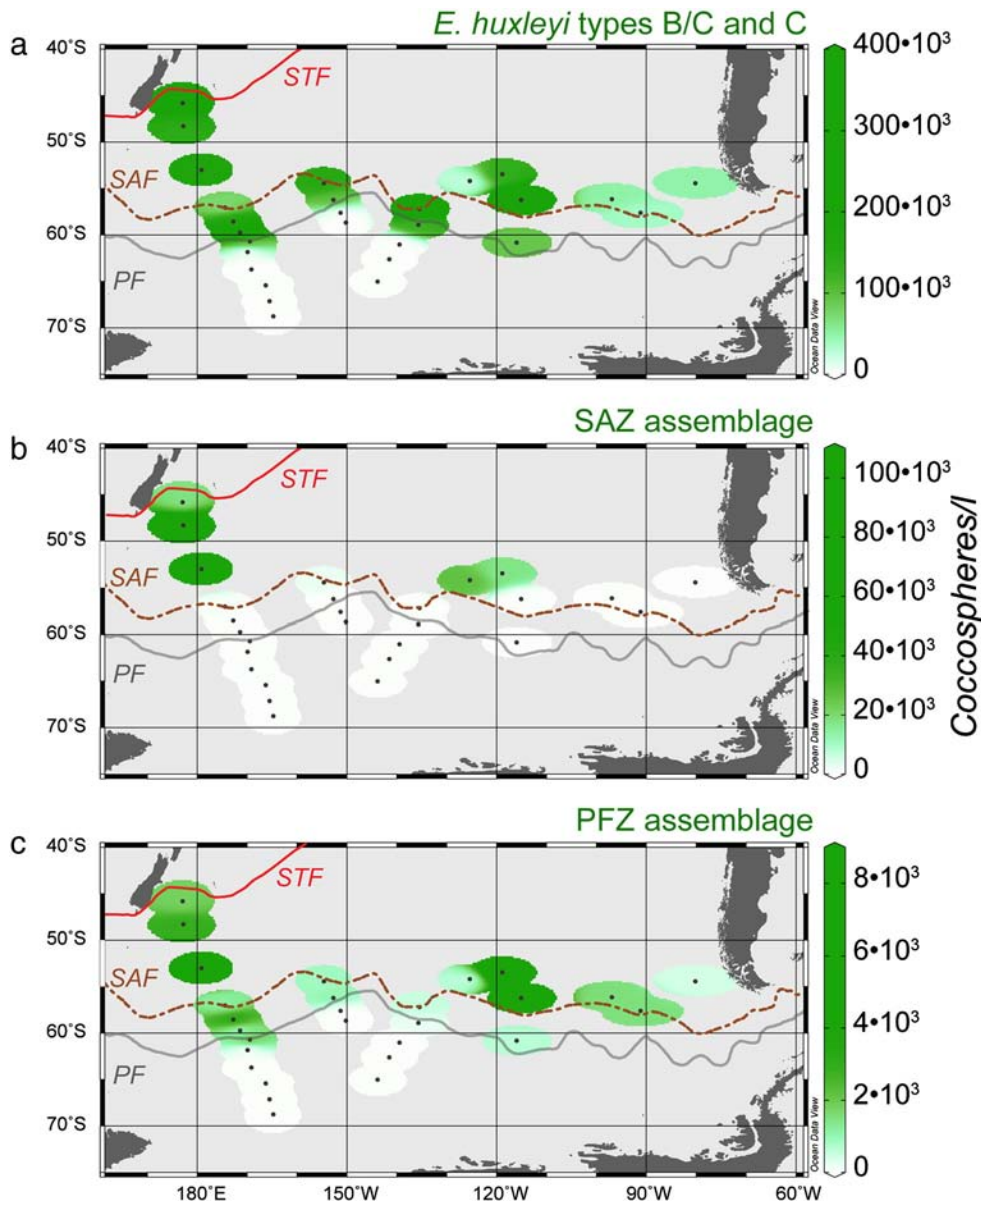 E. huxleyi types B/C and C
a
40°S
50°S
60°S
70°S
STF
SAF
PF
Ocean Data View
400•10³
300•10³
200•10³
100•10³
0
SAZ assemblage
b
40°S
50°S
60°S
70°S
STF
SAF
PF
Ocean Data View
100•10³
80•10³
60•10³
40•10³
20•10³
0
Coccospheres/l
PFZ assemblage
c
40°S
50°S
60°S
70°S
STF
SAF
PF
Ocean Data View
8•10³
6•10³
4•10³
2•10³
0
180°E 150°W 120°W 90°W 60°W